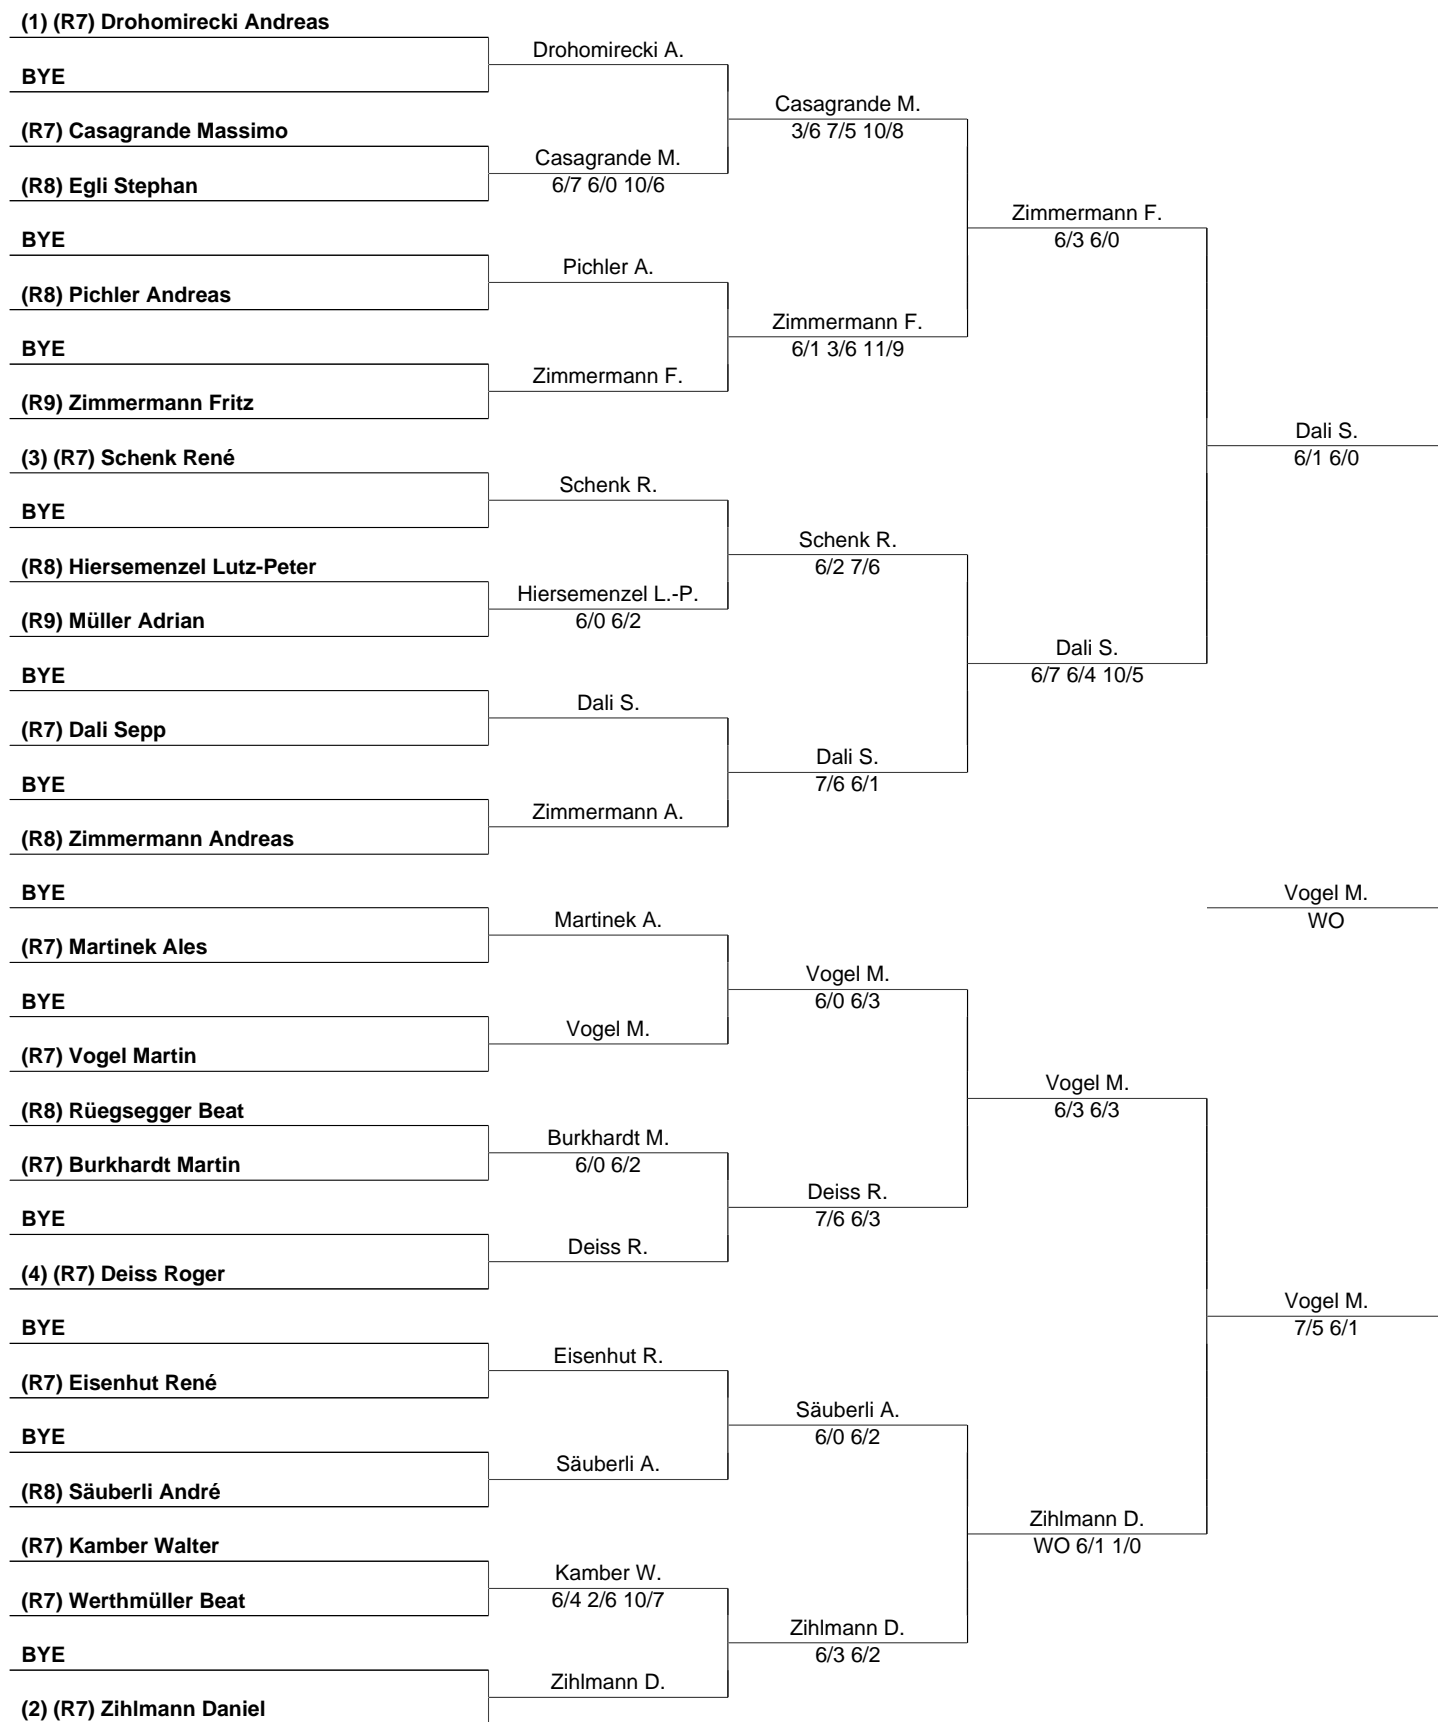 (1) (R7) Drohomirecki Andreas
Drohomirecki A.
BYE
Casagrande M.
3/6 7/5 10/8
(R7) Casagrande Massimo
Casagrande M.
6/7 6/0 10/6
(R8) Egli Stephan
Zimmermann F.
6/3 6/0
BYE
Pichler A.
(R8) Pichler Andreas
Zimmermann F.
6/1 3/6 11/9
BYE
Zimmermann F.
(R9) Zimmermann Fritz
Dali S.
6/1 6/0
(3) (R7) Schenk René
Schenk R.
BYE
Schenk R.
6/2 7/6
(R8) Hiersemenzel Lutz-Peter
Hiersemenzel L.-P.
6/0 6/2
(R9) Müller Adrian
Dali S.
6/7 6/4 10/5
BYE
Dali S.
(R7) Dali Sepp
Dali S.
7/6 6/1
BYE
Zimmermann A.
(R8) Zimmermann Andreas
BYE
Vogel M.
WO
Martinek A.
(R7) Martinek Ales
Vogel M.
6/0 6/3
BYE
Vogel M.
(R7) Vogel Martin
Vogel M.
6/3 6/3
(R8) Rüegsegger Beat
Burkhardt M.
6/0 6/2
(R7) Burkhardt Martin
Deiss R.
7/6 6/3
BYE
Deiss R.
(4) (R7) Deiss Roger
Vogel M.
7/5 6/1
BYE
Eisenhut R.
(R7) Eisenhut René
Säuberli A.
6/0 6/2
BYE
Säuberli A.
(R8) Säuberli André
Zihlmann D.
WO 6/1 1/0
(R7) Kamber Walter
Kamber W.
6/4 2/6 10/7
(R7) Werthmüller Beat
Zihlmann D.
6/3 6/2
BYE
Zihlmann D.
(2) (R7) Zihlmann Daniel